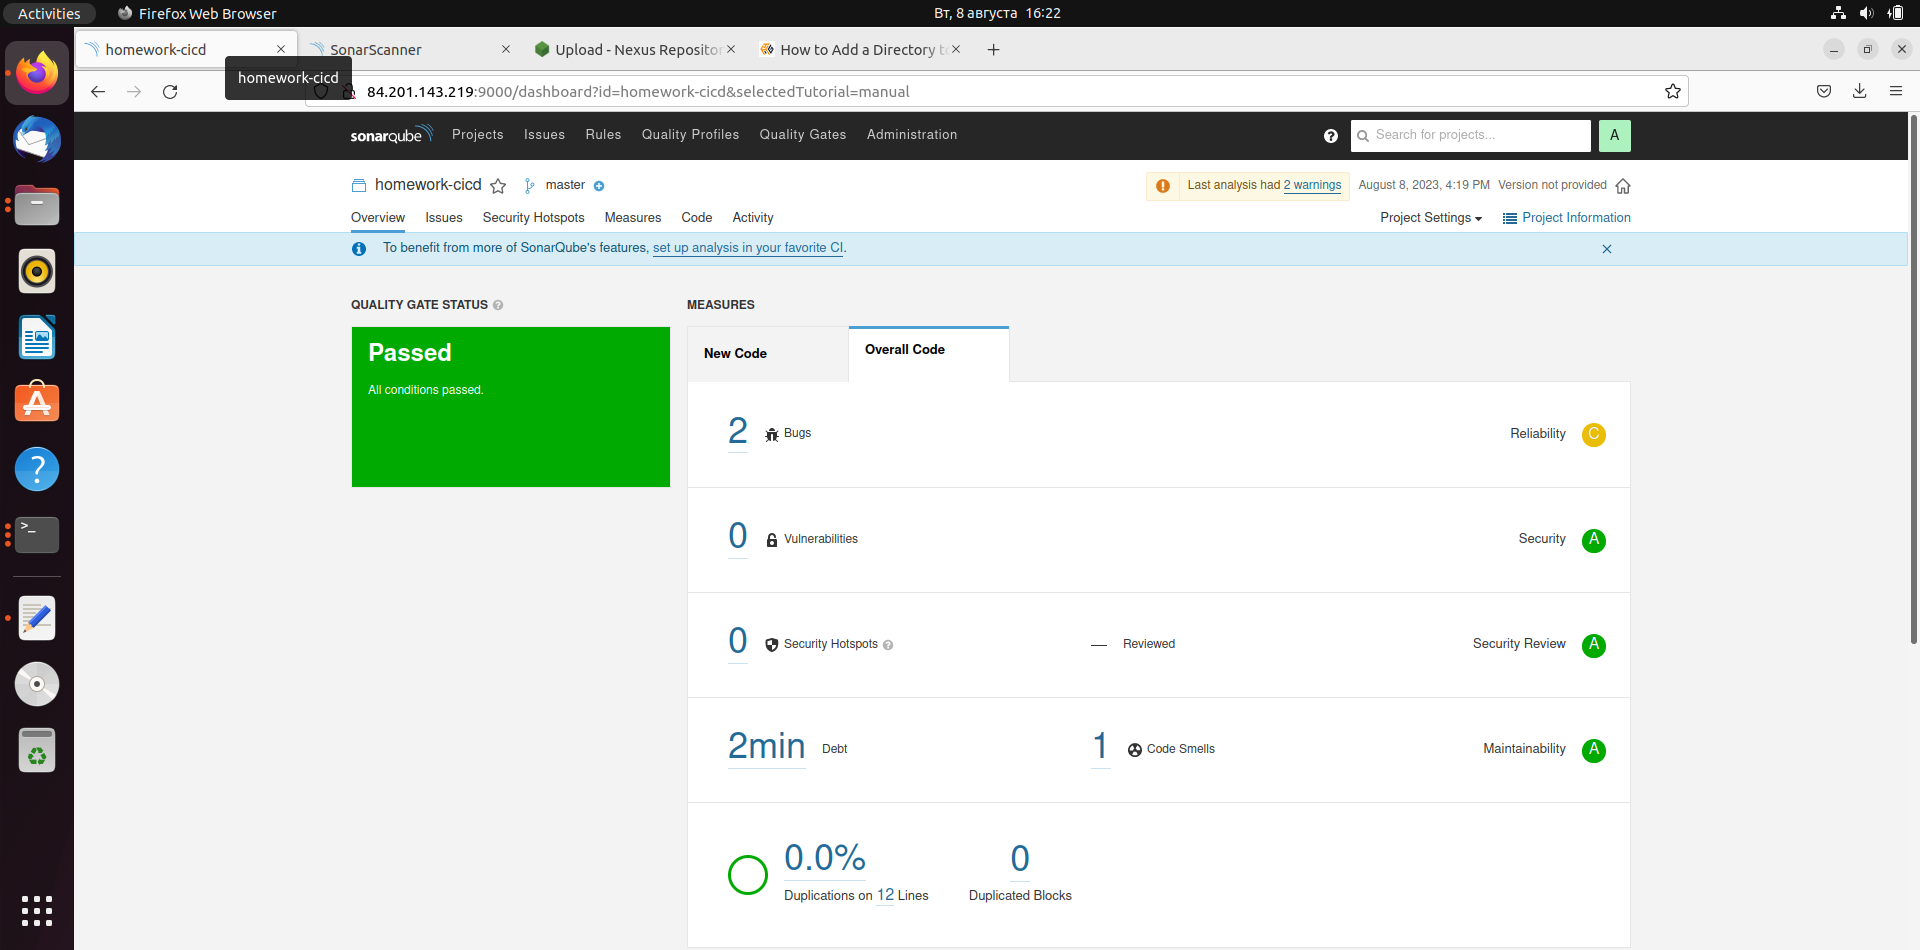 Activities
Firefox Web Browser
Вт, 8 августа 16:22
homework-cicd
SonarScanner
Upload - Nexus Repositor
How to Add a Directory to
homework-cicd
84.201.143.219:9000/dashboard?id=homework-cicd&selectedTutorial=manual
sonarqube
Projects
Issues
Rules
Quality Profiles
Quality Gates
Administration
Search for projects...
A
homework-cicd
master
Last analysis had 2 warnings
August 8, 2023, 4:19 PM
Version not provided
Overview
Issues
Security Hotspots
Measures
Code
Activity
Project Settings
Project Information
To benefit from more of SonarQube's features, set up analysis in your favorite CI.
QUALITY GATE STATUS
MEASURES
Passed
All conditions passed.
New Code
Overall Code
2 Bugs
Reliability C
0 Vulnerabilities
Security A
0 Security Hotspots
— Reviewed
Security Review A
2min Debt
1 Code Smells
Maintainability A
0.0%
Duplications on 12 Lines
0
Duplicated Blocks